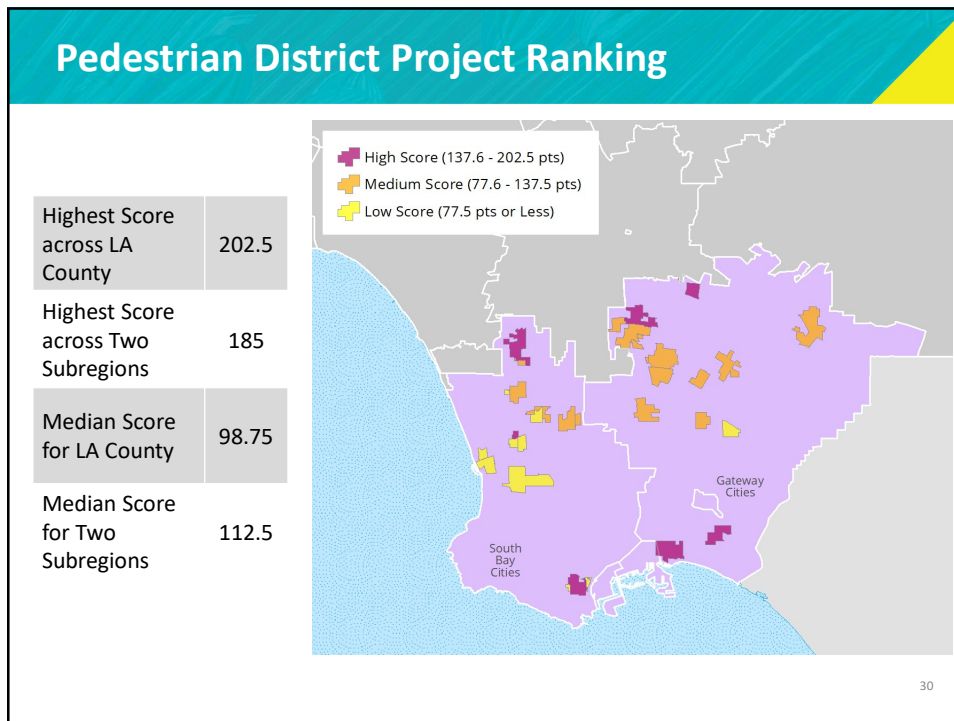 Pedestrian District Project Ranking
High Score (137.6 - 202.5 pts)
Medium Score (77.6 - 137.5 pts)
Low Score (77.5 pts or Less)
Highest Score
across LA
County
202.5
Highest Score
across Two
Subregions
185
Median Score
for LA County
98.75
Median Score
for Two
Subregions
112.5
Gateway
Cities
South
Bay
Cities
30